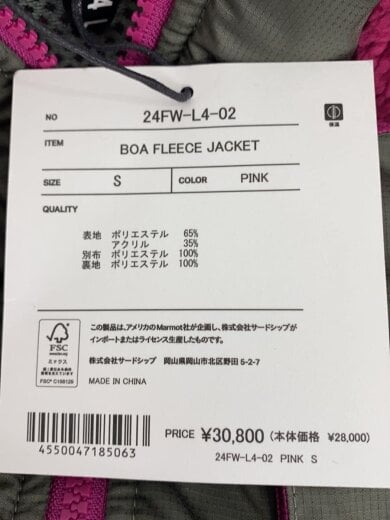 NO 24FW-L4-02
保温
ITEM BOA FLEECE JACKET
SIZE S COLOR PINK
QUALITY
表地 ポリエステル 65%
アクリル 35%
別布 ポリエステル 100%
裏地 ポリエステル 100%
この製品は、アメリカのMarmot社が企画し、株式会社サードシップが
インポートまたはライセンス生産したものです。
FSC
ミックス
株式会社サードシップ 岡山県岡山市北区野田 5-2-7
MADE IN CHINA
4550047185063
PRICE ¥30,800 (本体価格 ¥28,000)
24FW-L4-02 PINK S